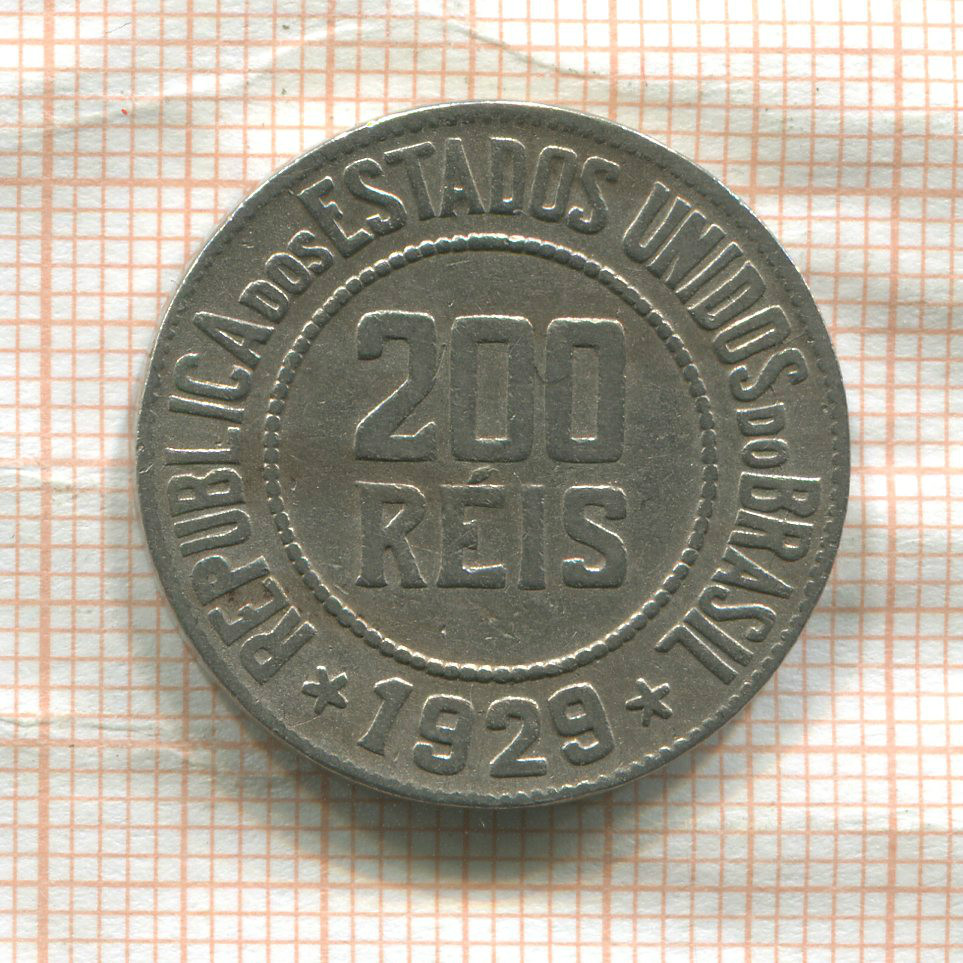 REPUBLICA DOS ESTADOS UNIDOS DO BRASIL
200
RÉIS
* 1929 *